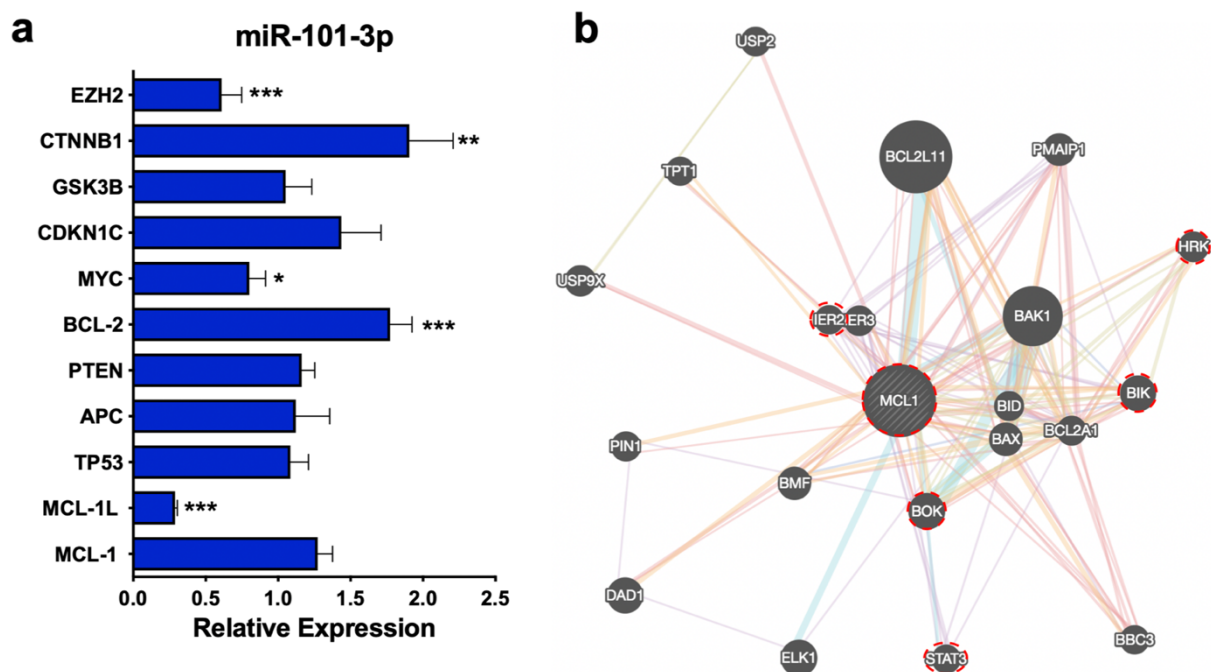 a
miR-101-3p
EZH2
***
CTNNB1
**
GSK3B
CDKN1C
MYC
*
BCL-2
***
PTEN
APC
TP53
MCL-1L
***
MCL-1
0.0 0.5 1.0 1.5 2.0 2.5
Relative Expression
b
USP2
BCL2L11
PMAIP1
TPT1
HRK
USP9X
IER2
IER3
BAK1
MCL1
BID
BIK
BAX
BCL2A1
PIN1
BMF
BOK
DAD1
ELK1
STAT3
BBC3